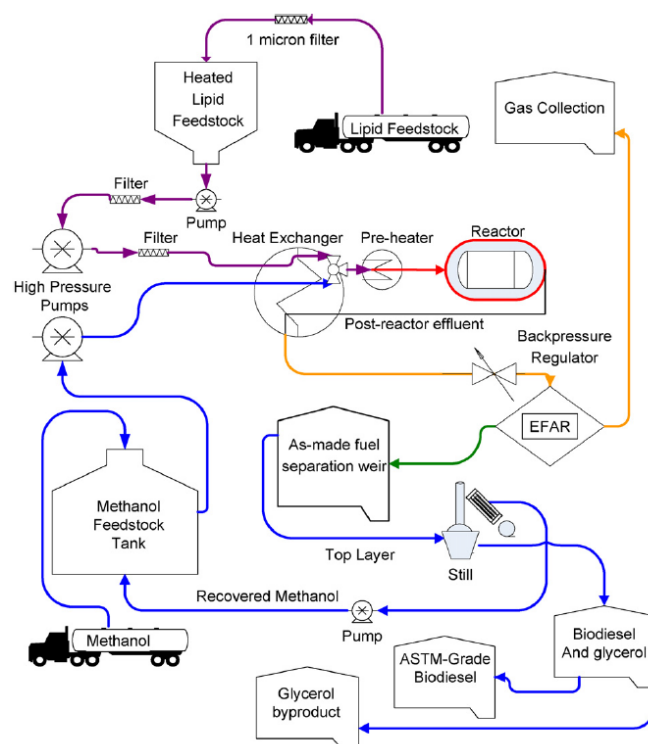 1 micron filter
Heated
Lipid
Feedstock
Lipid Feedstock
Gas Collection
Filter
Pump
Filter
Heat Exchanger
Pre-heater
Reactor
High Pressure
Pumps
Post-reactor effluent
Backpressure
Regulator
EFAR
As-made fuel
separation weir
Methanol
Feedstock
Tank
Top Layer
Still
Recovered Methanol
Pump
Methanol
Biodiesel
And glycerol
ASTM-Grade
Biodiesel
Glycerol
byproduct